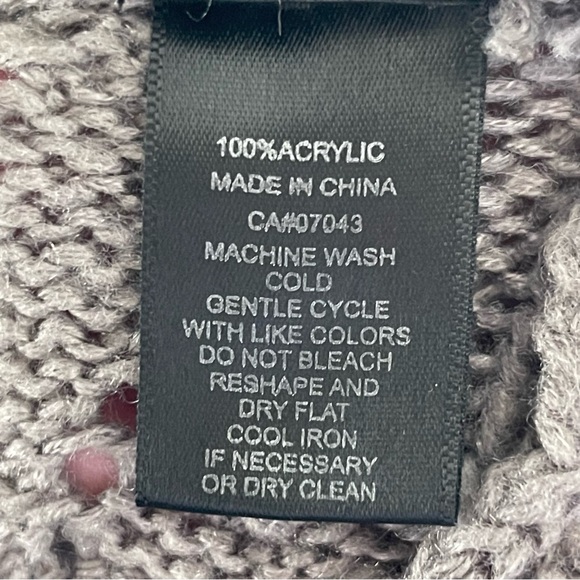 100%ACRYLIC
MADE IN CHINA
CA#07043
MACHINE WASH
COLD
GENTLE CYCLE
WITH LIKE COLORS
DO NOT BLEACH
RESHAPE AND
DRY FLAT
COOL IRON
IF NECESSARY
OR DRY CLEAN